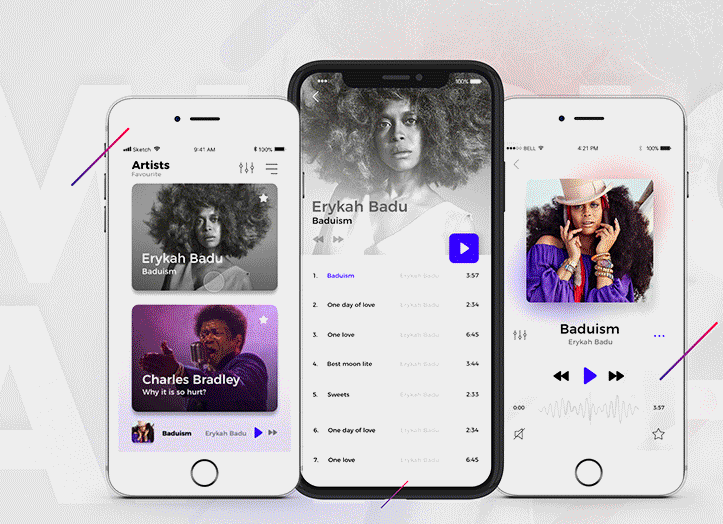 Sketch 9:41 AM 100%
Artists
Favourite
Erykah Badu
Baduism
Charles Bradley
Why it is so hurt?
Baduism Erykah Badu
100%
Erykah Badu
Baduism
1. Baduism Erykah Badu 3:57
2. One day of love Erykah Badu 2:34
3. One love Erykah Badu 6:45
4. Best moon lite Erykah Badu 3:44
5. Sweets Erykah Badu 2:33
6. One day of love Erykah Badu 2:34
7. One love Erykah Badu 6:45
BELL 4:21 PM 100%
Baduism
Erykah Badu
0:00 3:57